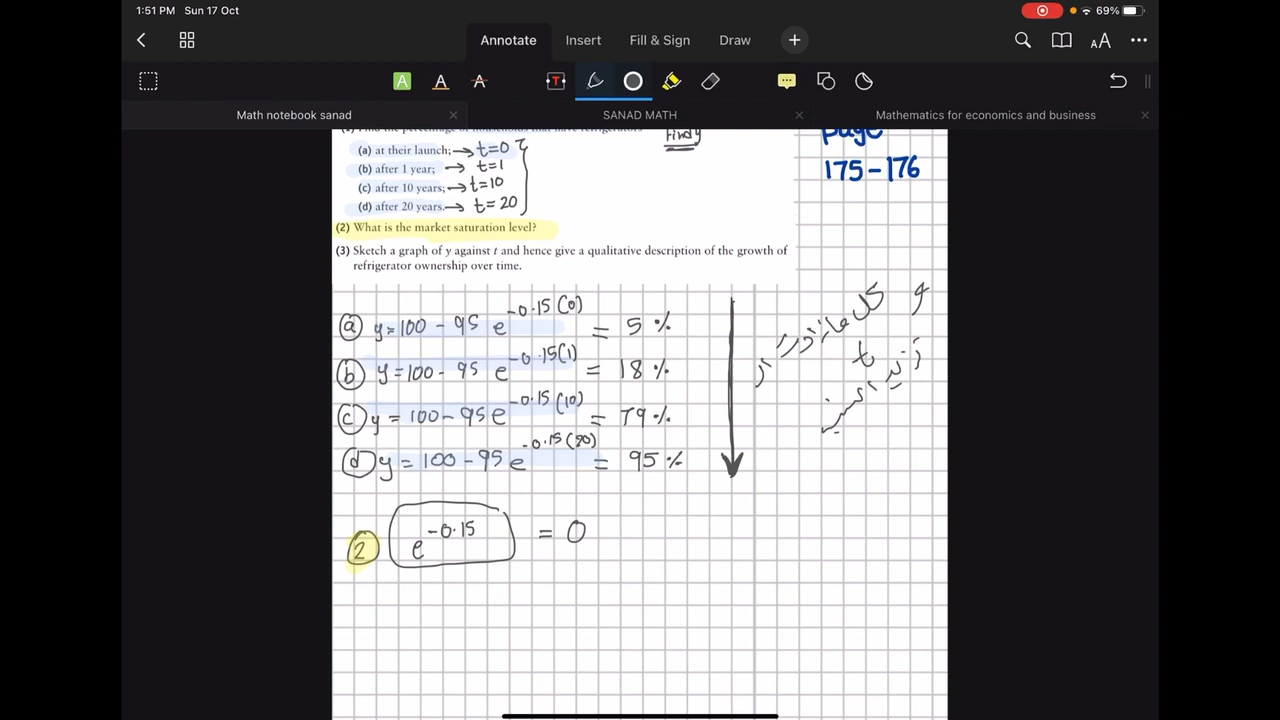 1:51 PM Sun 17 Oct
69%
Annotate
Insert
Fill & Sign
Draw
Math notebook sanad
SANAD MATH
Mathematics for economics and business
Findy
page
175-176
(a) at their launch; → t=0
(b) after 1 year; → t=1
(c) after 10 years; → t=10
(d) after 20 years. → t=20
(2) What is the market saturation level?
(3) Sketch a graph of y against t and hence give a qualitative description of the growth of
refrigerator ownership over time.
(a) y=100-95 e^-0.15(0) = 5%
(b) y=100-95 e^-0.15(1) = 18%
(c) y=100-95 e^-0.15(10) = 79%
(d) y=100-95 e^-0.15(20) = 95%
و كل
t
2 e^-0.15 = 0